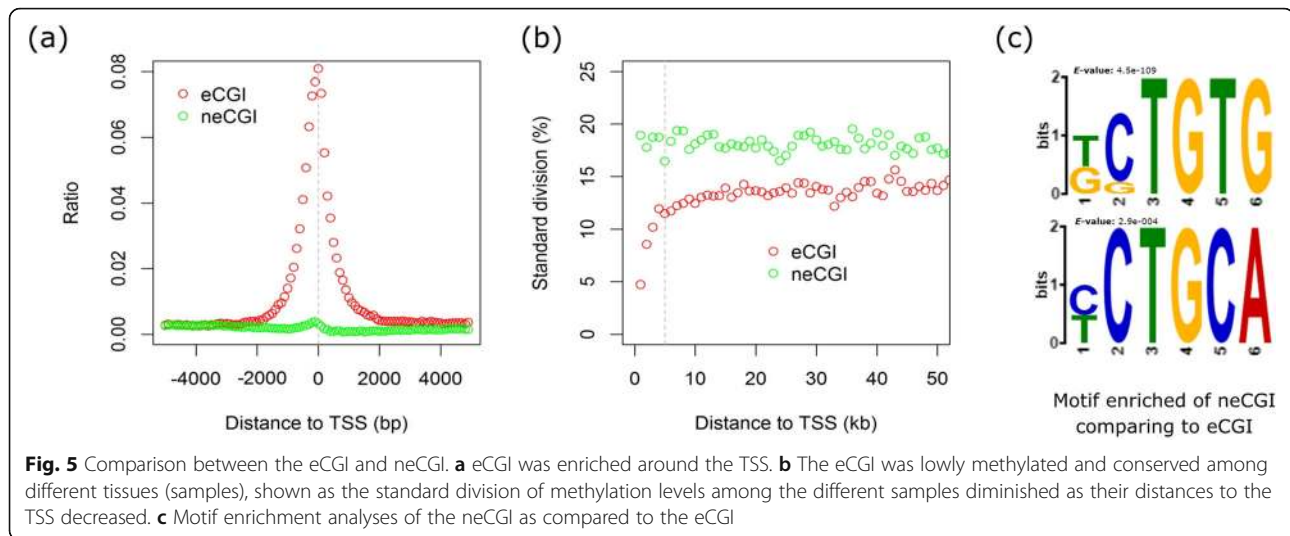 (a)
0.08
0.06
0.04
0.02
0.00
Ratio
eCGI
neCGI
-4000 -2000 0 2000 4000
Distance to TSS (bp)
(b)
25
20
15
10
5
0
Standard division (%)
eCGI
neCGI
0 10 20 30 40 50
Distance to TSS (kb)
(c)
E-value: 4.5e-109
2
1
0
bits
T
G C
G T G T G
1 2 3 4 5 6
E-value: 2.9e-004
2
1
0
bits
C
T C T G C A
1 2 3 4 5 6
Motif enriched of neCGI
comparing to eCGI
Fig. 5 Comparison between the eCGI and neCGI. a eCGI was enriched around the TSS. b The eCGI was lowly methylated and conserved among
different tissues (samples), shown as the standard division of methylation levels among the different samples diminished as their distances to the
TSS decreased. c Motif enrichment analyses of the neCGI as compared to the eCGI